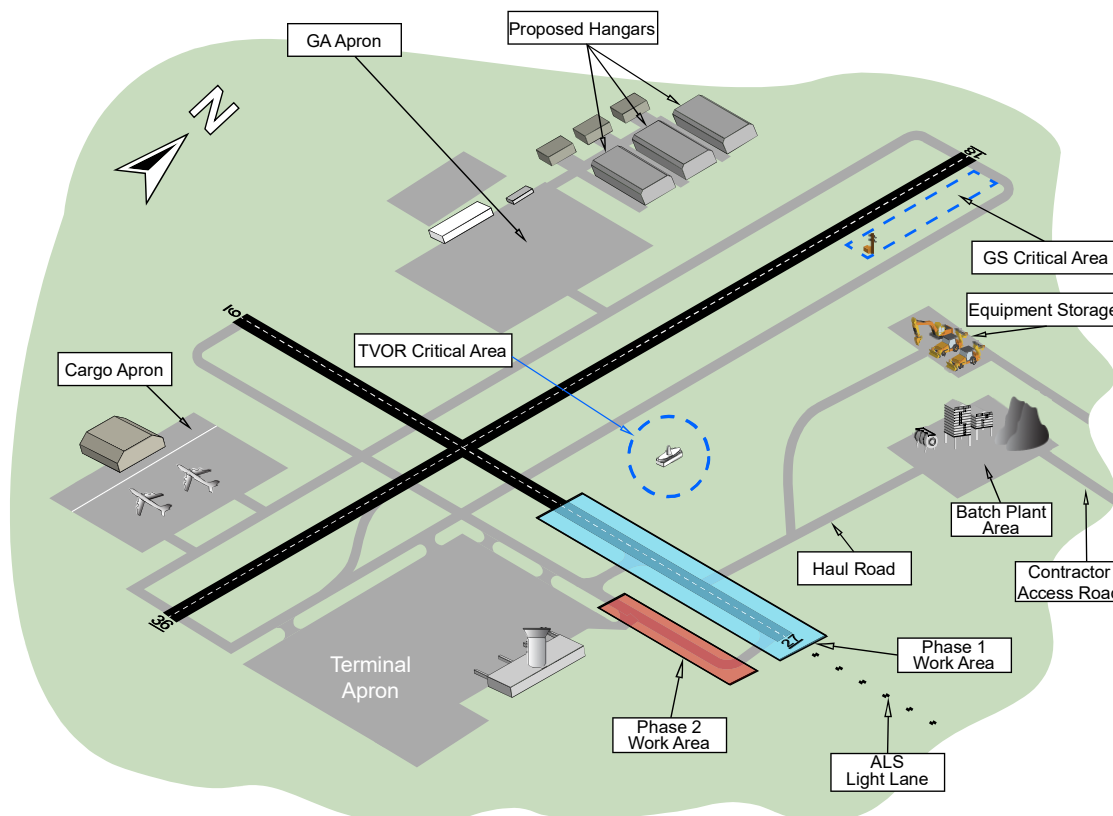 Proposed Hangars
GA Apron
N
18
GS Critical Area
Equipment Storage
9
TVOR Critical Area
Cargo Apron
Batch Plant
Area
Haul Road
Contractor
Access Road
36
27
Phase 1
Work Area
Terminal
Apron
Phase 2
Work Area
ALS
Light Lane